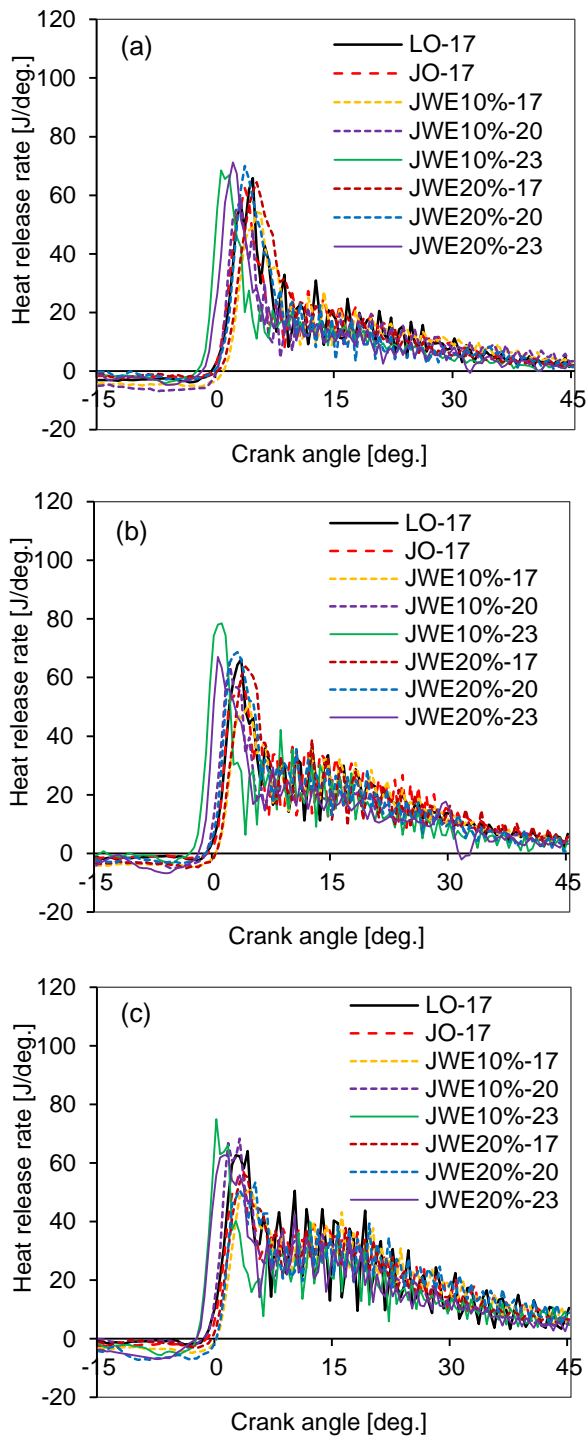 (a)
LO-17
JO-17
JWE10%-17
JWE10%-20
JWE10%-23
JWE20%-17
JWE20%-20
JWE20%-23
120
100
80
60
40
20
0
-20
-15
0
15
30
45
Heat release rate [J/deg.]
Crank angle [deg.]
(b)
LO-17
JO-17
JWE10%-17
JWE10%-20
JWE10%-23
JWE20%-17
JWE20%-20
JWE20%-23
120
100
80
60
40
20
0
-20
-15
0
15
30
45
Heat release rate [J/deg.]
Crank angle [deg.]
(c)
LO-17
JO-17
JWE10%-17
JWE10%-20
JWE10%-23
JWE20%-17
JWE20%-20
JWE20%-23
120
100
80
60
40
20
0
-20
-15
0
15
30
45
Heat release rate [J/deg.]
Crank angle [deg.]